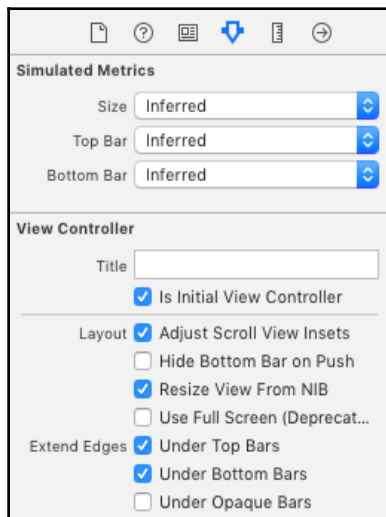 Simulated Metrics
Size Inferred
Top Bar Inferred
Bottom Bar Inferred
View Controller
Title
Is Initial View Controller
Layout Adjust Scroll View Insets
Hide Bottom Bar on Push
Resize View From NIB
Use Full Screen (Deprecat...
Extend Edges Under Top Bars
Under Bottom Bars
Under Opaque Bars